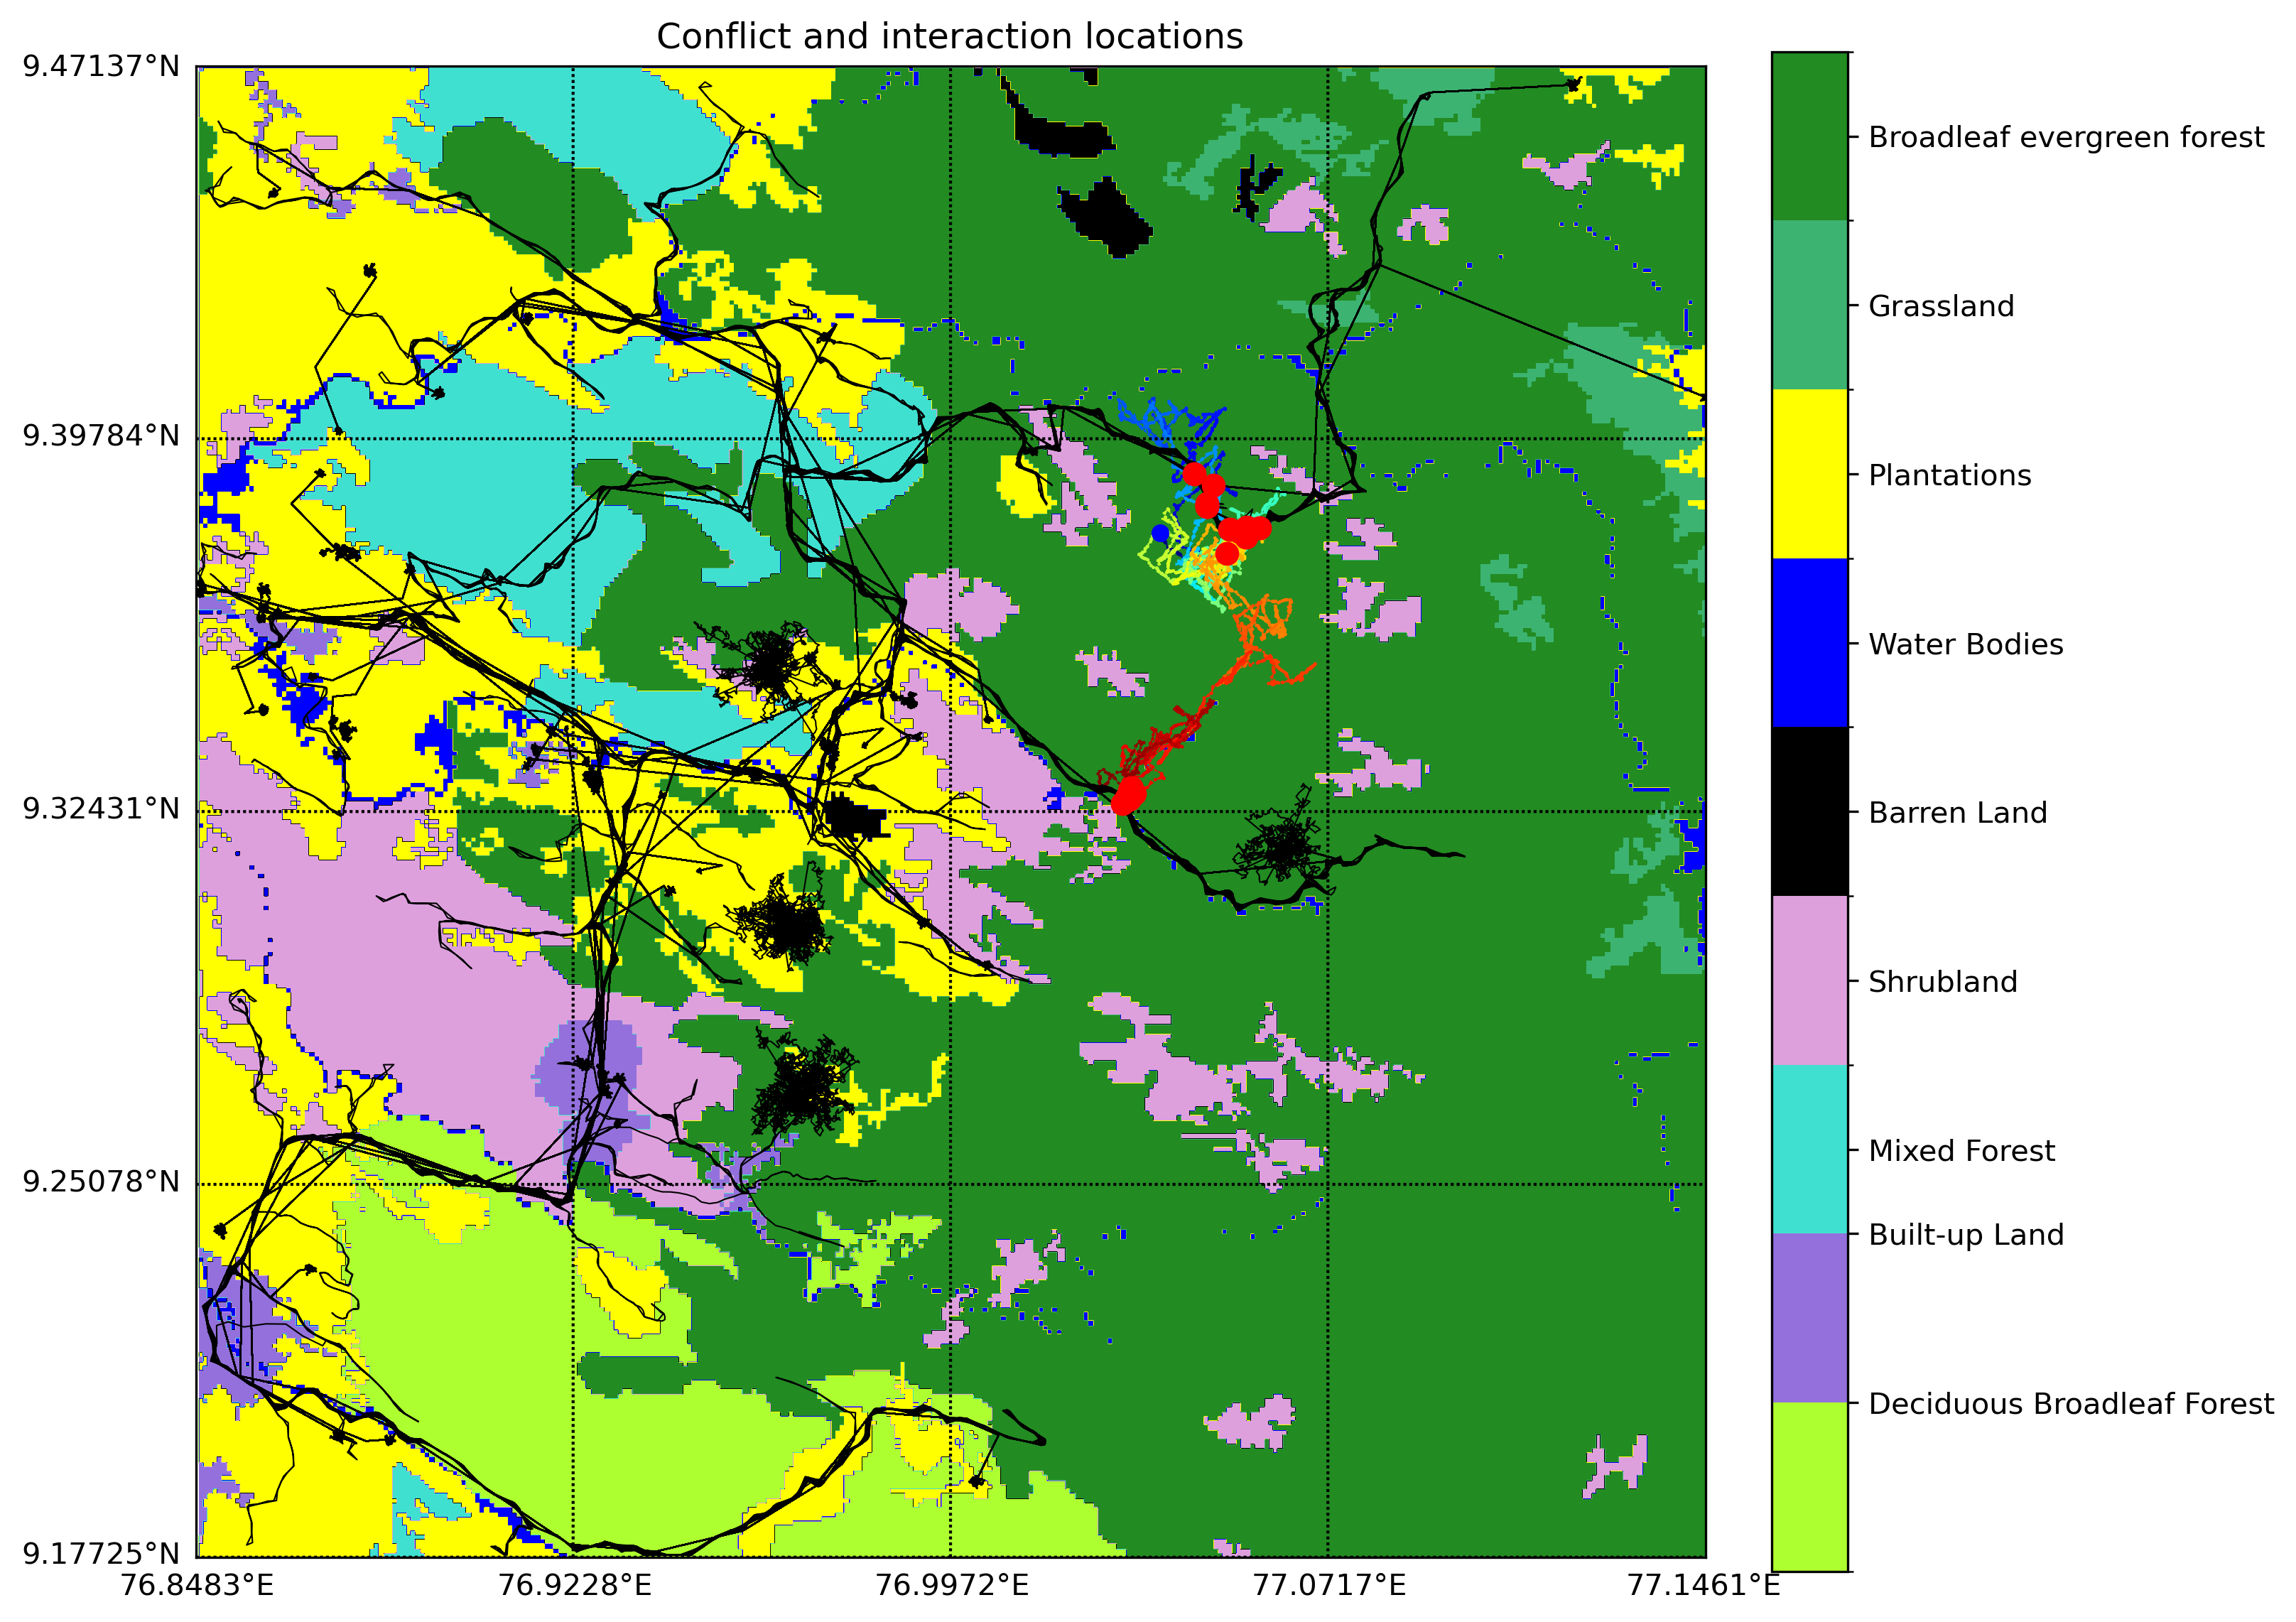 Conflict and interaction locations
9.47137°N
9.39784°N
9.32431°N
9.25078°N
9.17725°N
76.8483°E
76.9228°E
76.9972°E
77.0717°E
77.1461°E
Broadleaf evergreen forest
Grassland
Plantations
Water Bodies
Barren Land
Shrubland
Mixed Forest
Built-up Land
Deciduous Broadleaf Forest